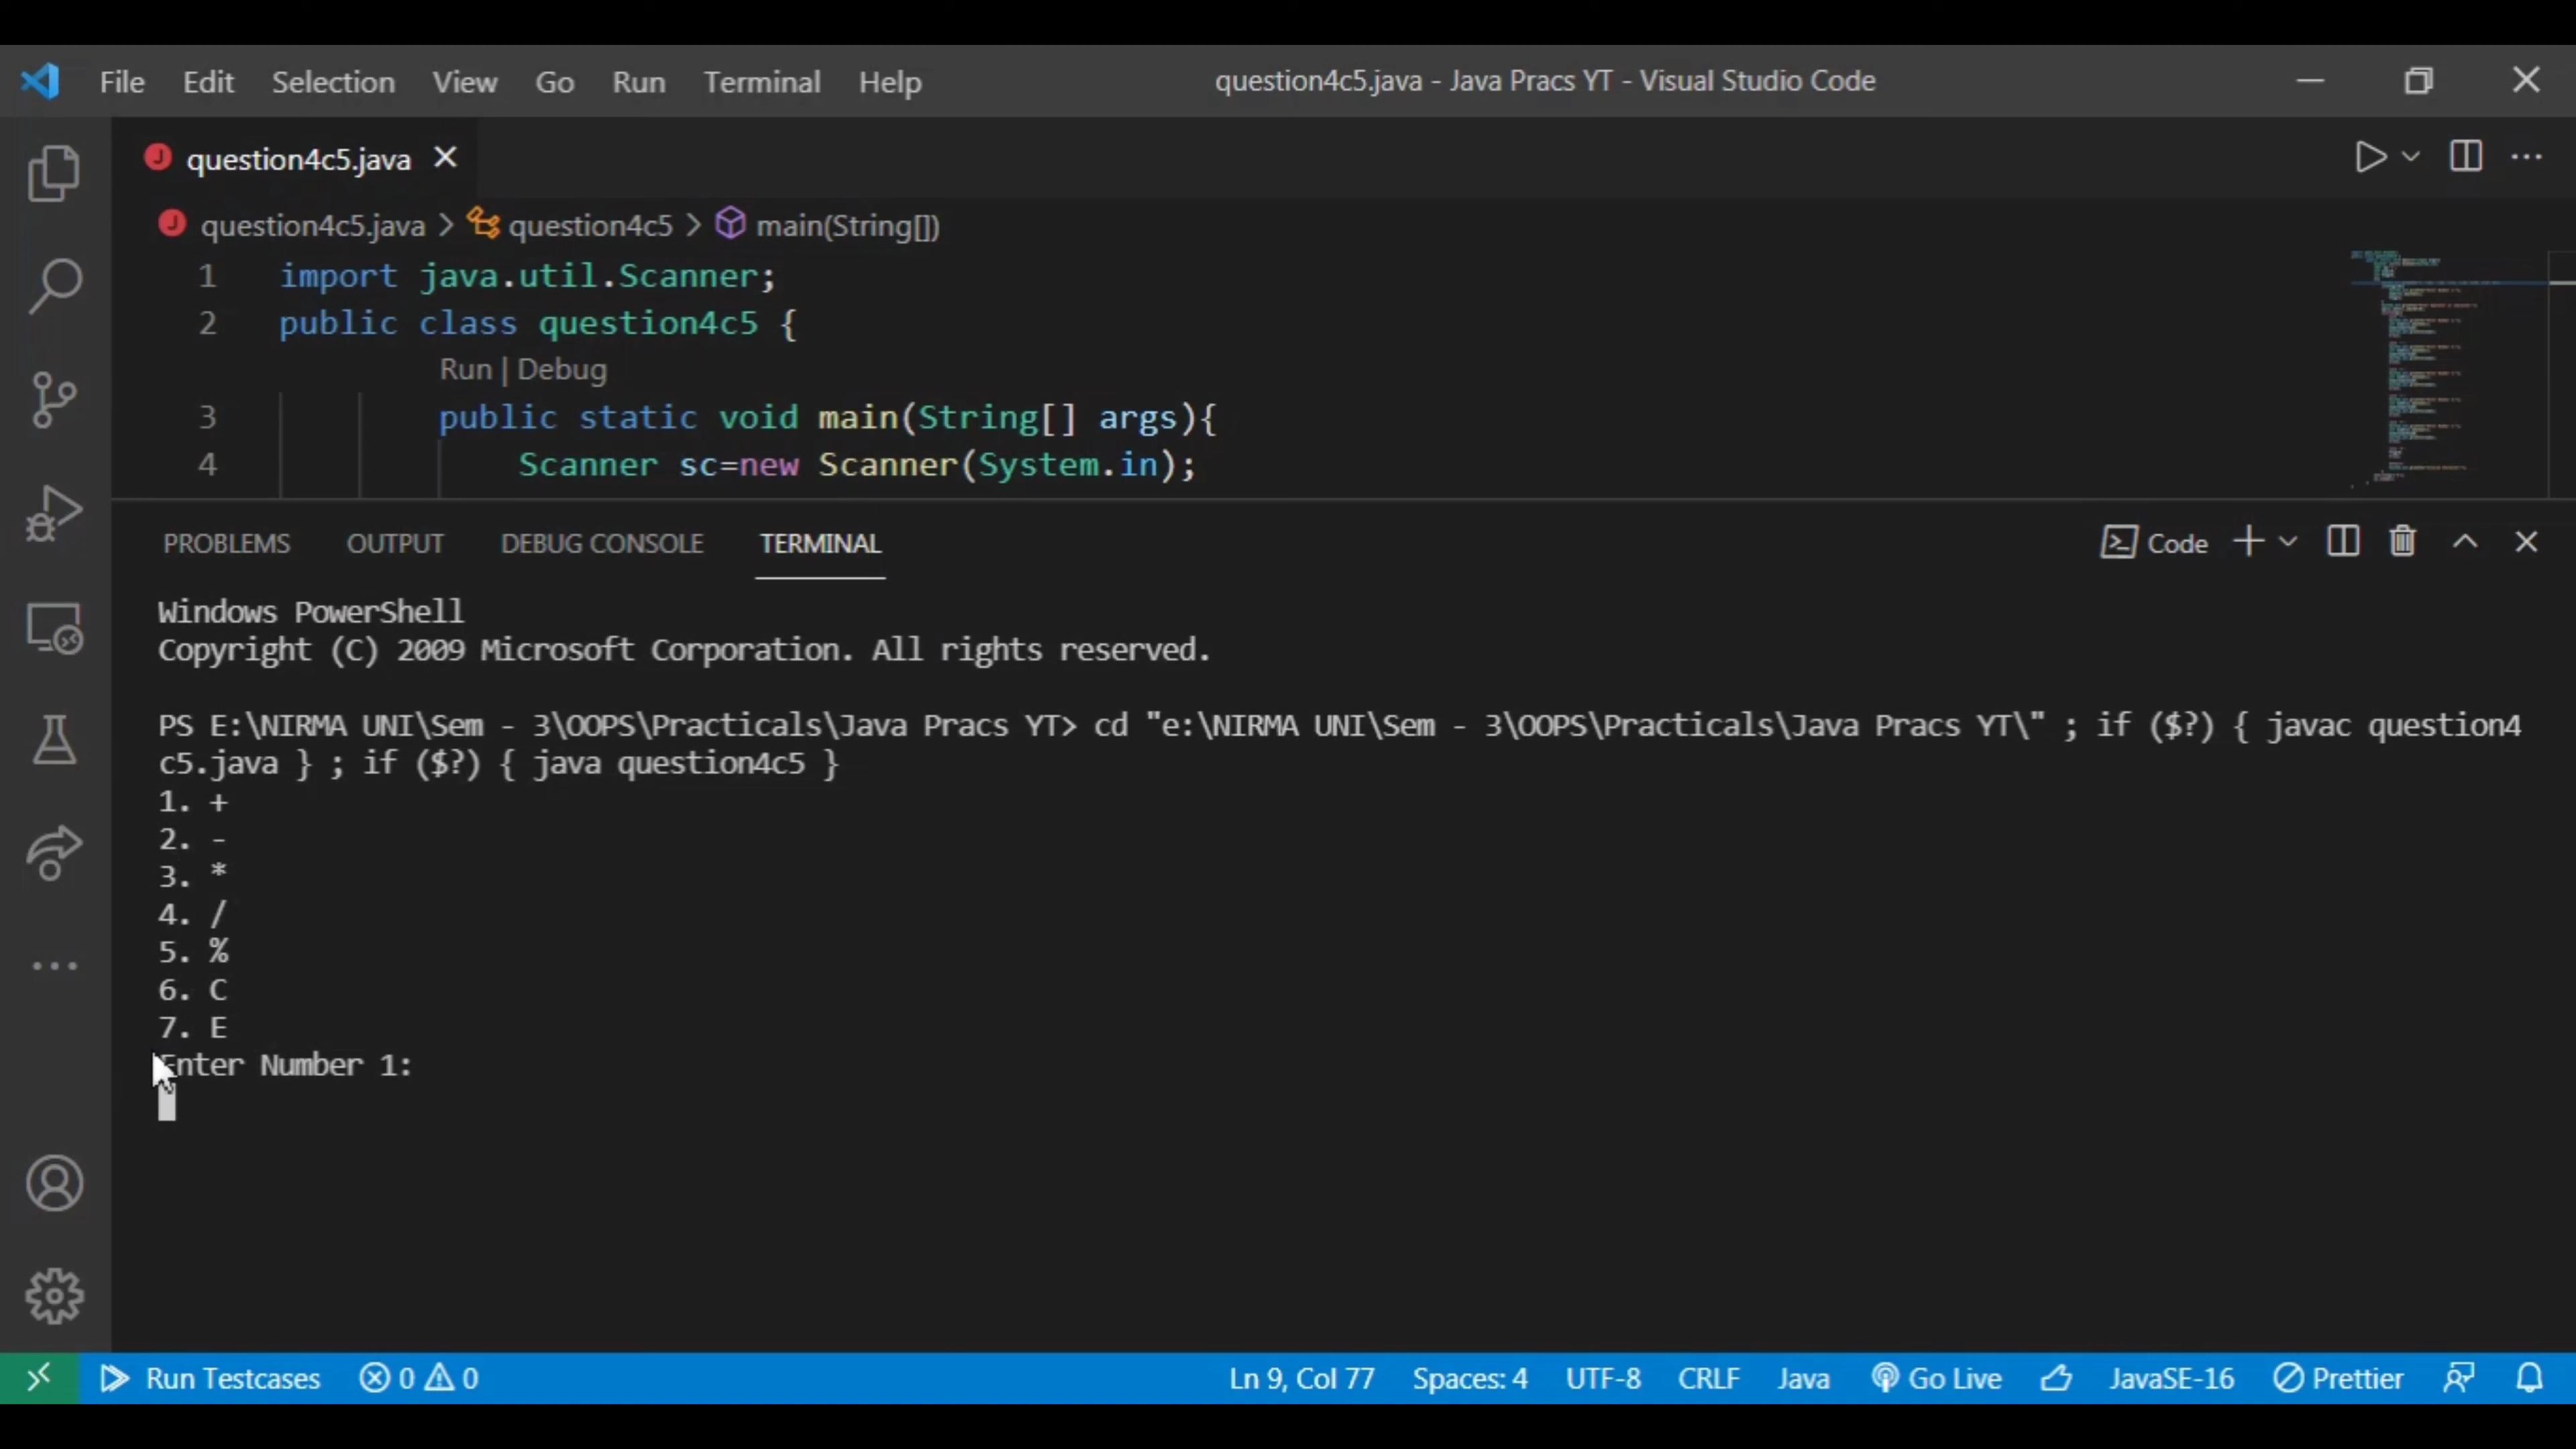 File Edit Selection View Go Run Terminal Help question4c5.java - Java Pracs YT - Visual Studio Code
question4c5.java
question4c5.java > question4c5 > main(String[])
1 import java.util.Scanner;
2 public class question4c5 {
Run | Debug
3 public static void main(String[] args){
4 Scanner sc=new Scanner(System.in);
PROBLEMS OUTPUT DEBUG CONSOLE TERMINAL Code
Windows PowerShell
Copyright (C) 2009 Microsoft Corporation. All rights reserved.
PS E:\NIRMA UNI\Sem - 3\OOPS\Practicals\Java Pracs YT> cd "e:\NIRMA UNI\Sem - 3\OOPS\Practicals\Java Pracs YT\" ; if ($?) { javac question4
c5.java } ; if ($?) { java question4c5 }
1. +
2. -
3. *
4. /
5. %
6. C
7. E
Enter Number 1:
Run Testcases 0 0 Ln 9, Col 77 Spaces: 4 UTF-8 CRLF Java Go Live JavaSE-16 Prettier